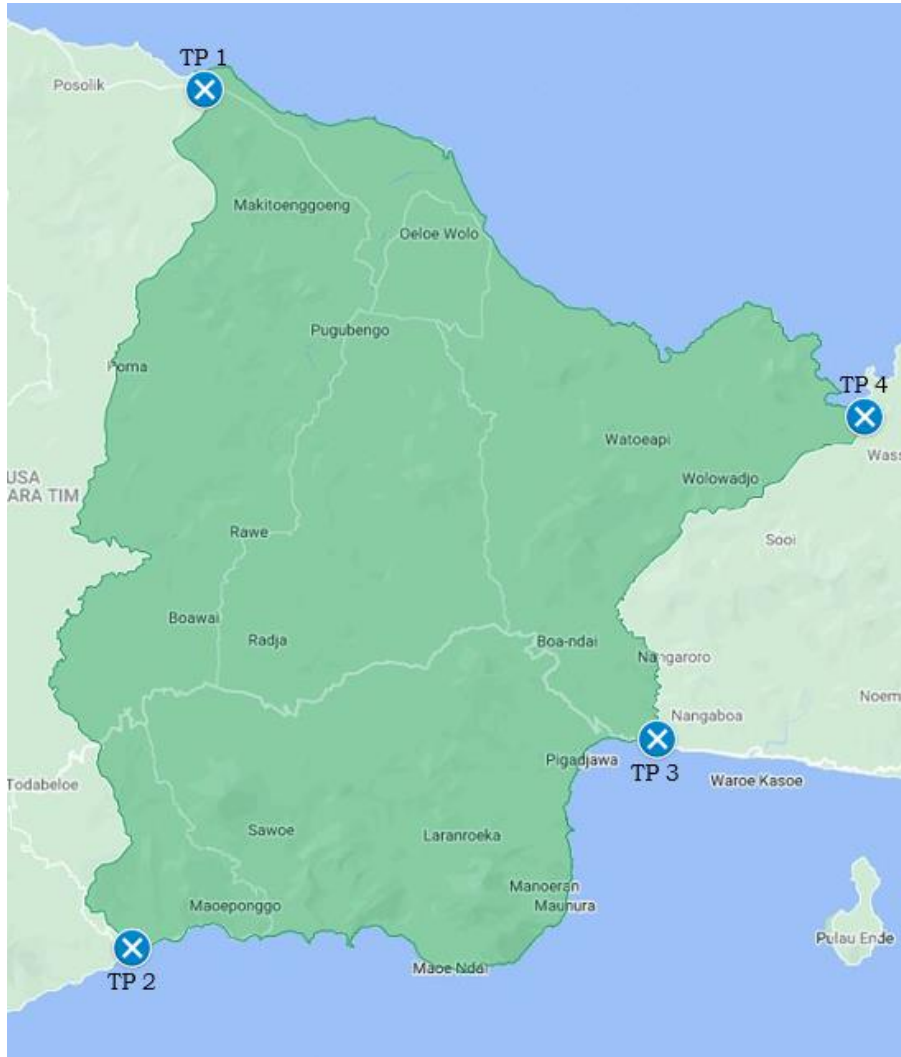 TP 1
Posolik
Makitoenggoeng
Oeloe Wolo
Pugubengo
Poma
TP 4
Watoeapi
Wass
USA
ARA TIM
Wolowadjo
Rawe
Sooi
Boawai
Radja
Boa-ndai
Nangaroro
Noem
Nangaboa
Pigadjawa
TP 3
Todabeloe
Waroe Kasoe
Sawoe
Laranroeka
Manoeran
Maunura
Maoeponggo
Pulau Ende
Maoe Ndai
TP 2